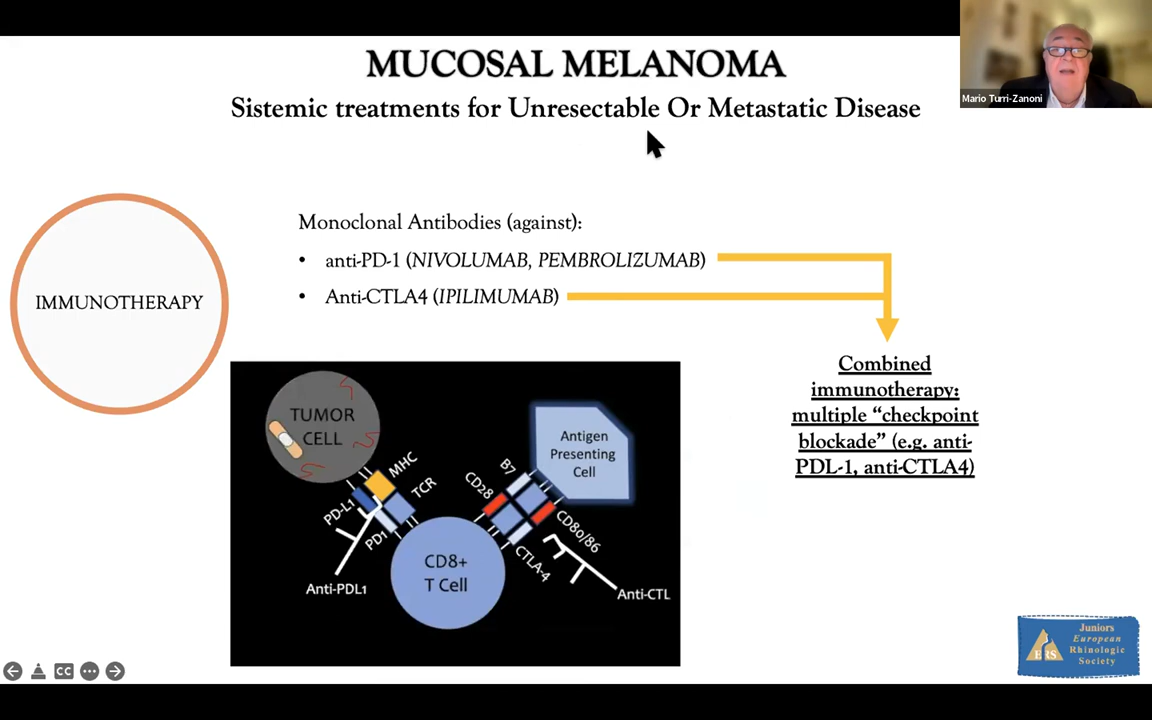 MUCOSAL MELANOMA
Sistemic treatments for Unresectable Or Metastatic Disease
Mario Turri-Zanoni
Monoclonal Antibodies (against):
• anti-PD-1 (NIVOLUMAB, PEMBROLIZUMAB)
• Anti-CTLA4 (IPILIMUMAB)
IMMUNOTHERAPY
Combined
immunotherapy:
multiple “checkpoint
blockade” (e.g. anti-
PDL-1, anti-CTLA4)
TUMOR
CELL
MHC
TCR
PD-L1
PD1
Anti-PDL1
CD8+
T Cell
Antigen
Presenting
Cell
B7
CD28
CD80/86
CTLA-4
Anti-CTL
CC
Juniors
European
Rhinologic
Society
ERS